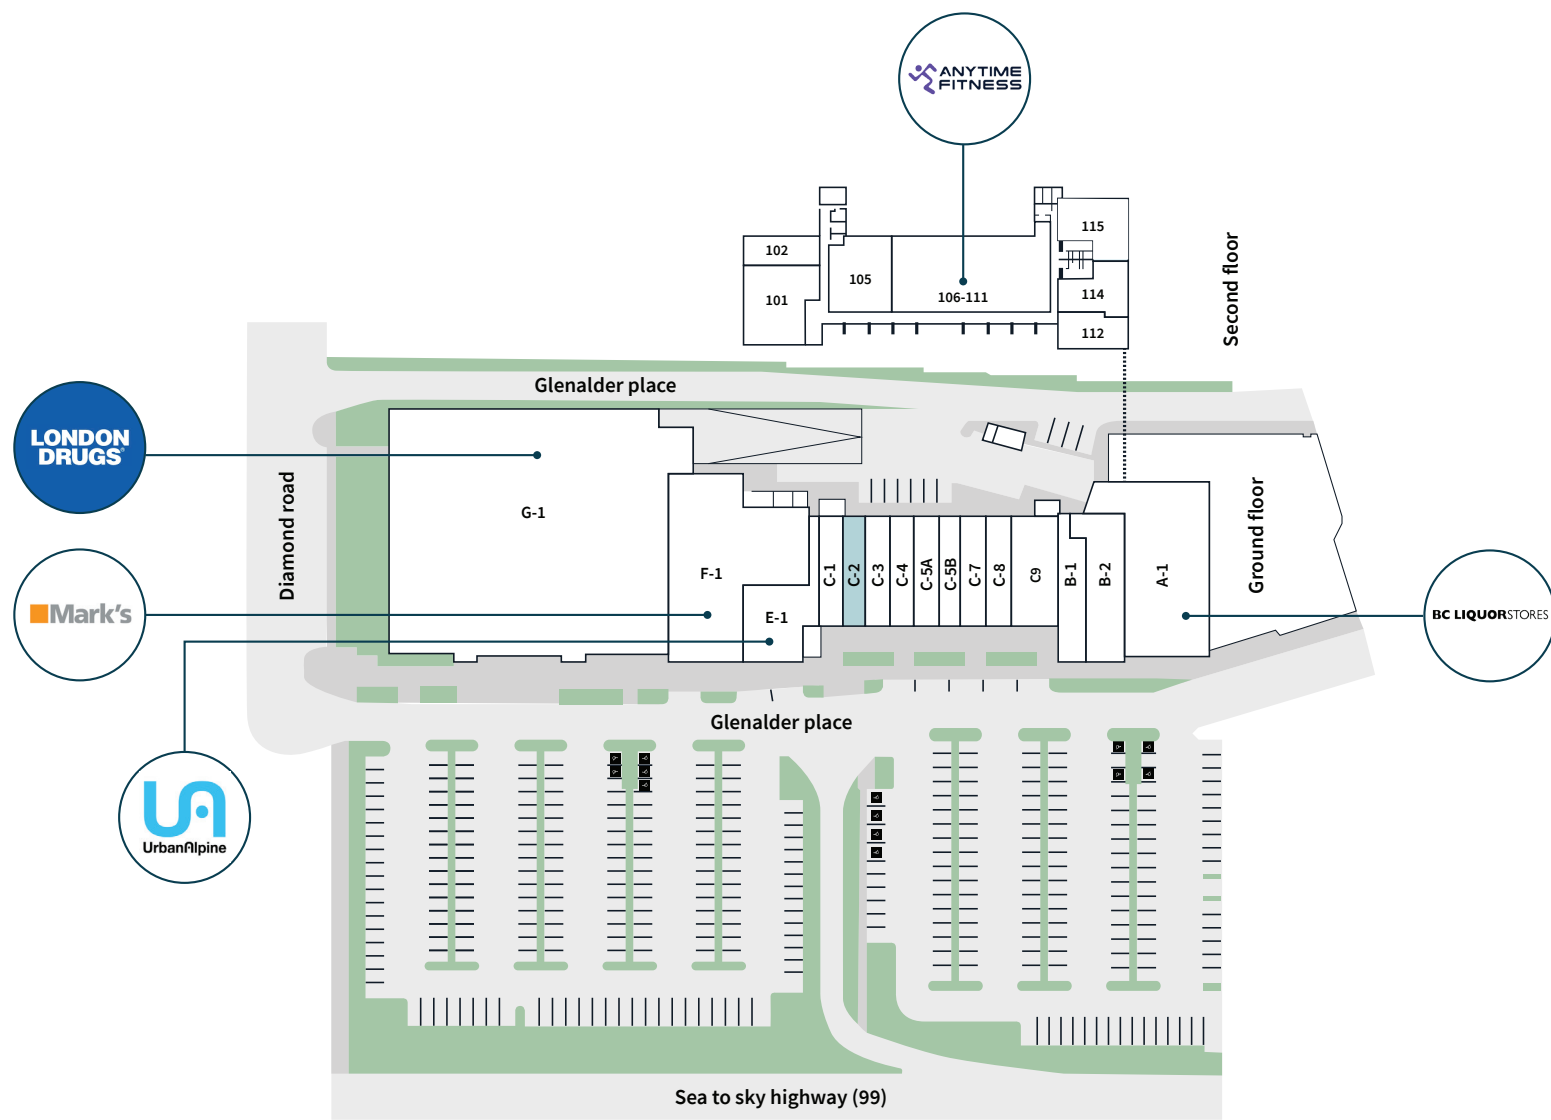 ANYTIME
FITNESS
115
102
105
114
101
106-111
112
Second floor
Glenalder place
LONDON
DRUGS
Diamond road
G-1
Ground floor
F-1
C-1
C-2
C-3
C-4
C-5A
C-5B
C-7
C-8
C9
B-1
B-2
A-1
E-1
Mark's
BC LIQUORSTORES
Glenalder place
UA
UrbanAlpine
Sea to sky highway (99)